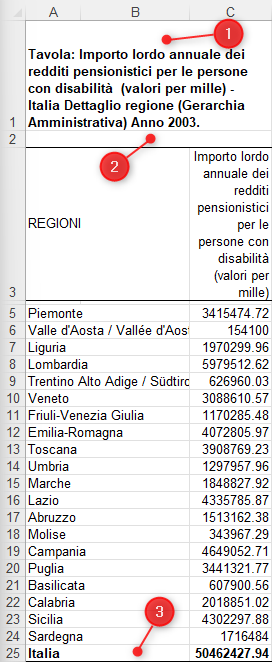 A B C
1
Tavola: Importo lordo annuale dei
redditi pensionistici per le persone
con disabilità (valori per mille) -
Italia Dettaglio regione (Gerarchia
1 Amministrativa) Anno 2003.
2
2
Importo lordo
annuale dei
redditi
pensionistici
REGIONI per le
persone con
disabilità
(valori per
3 mille)
5 Piemonte 3415474.72
6 Valle d'Aosta / Vallée d'Aos 154100
7 Liguria 1970299.96
8 Lombardia 5979512.62
9 Trentino Alto Adige / Südtiro 626960.03
10 Veneto 3088610.57
11 Friuli-Venezia Giulia 1170285.48
12 Emilia-Romagna 4072805.97
13 Toscana 3908769.23
14 Umbria 1297957.96
15 Marche 1848827.92
16 Lazio 4335785.87
17 Abruzzo 1513162.38
18 Molise 343967.29
19 Campania 4649052.71
20 Puglia 3441321.77
21 Basilicata 607900.56
22 Calabria 2018851.02
23 Sicilia 4302297.88
24 Sardegna 1716484
3
25 Italia 50462427.94